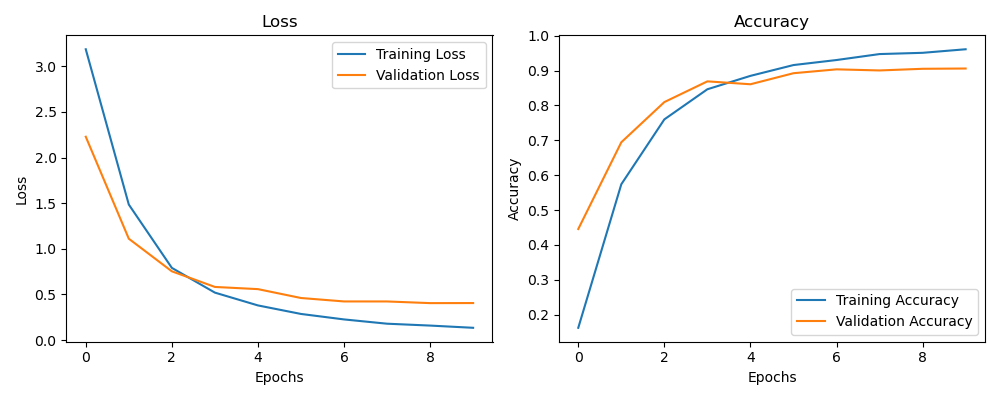 Loss
Training Loss
Validation Loss
3.0
2.5
2.0
1.5
1.0
0.5
0.0
Loss
0 2 4 6 8
Epochs
Accuracy
1.0
0.9
0.8
0.7
0.6
0.5
0.4
0.3
0.2
Accuracy
Training Accuracy
Validation Accuracy
0 2 4 6 8
Epochs